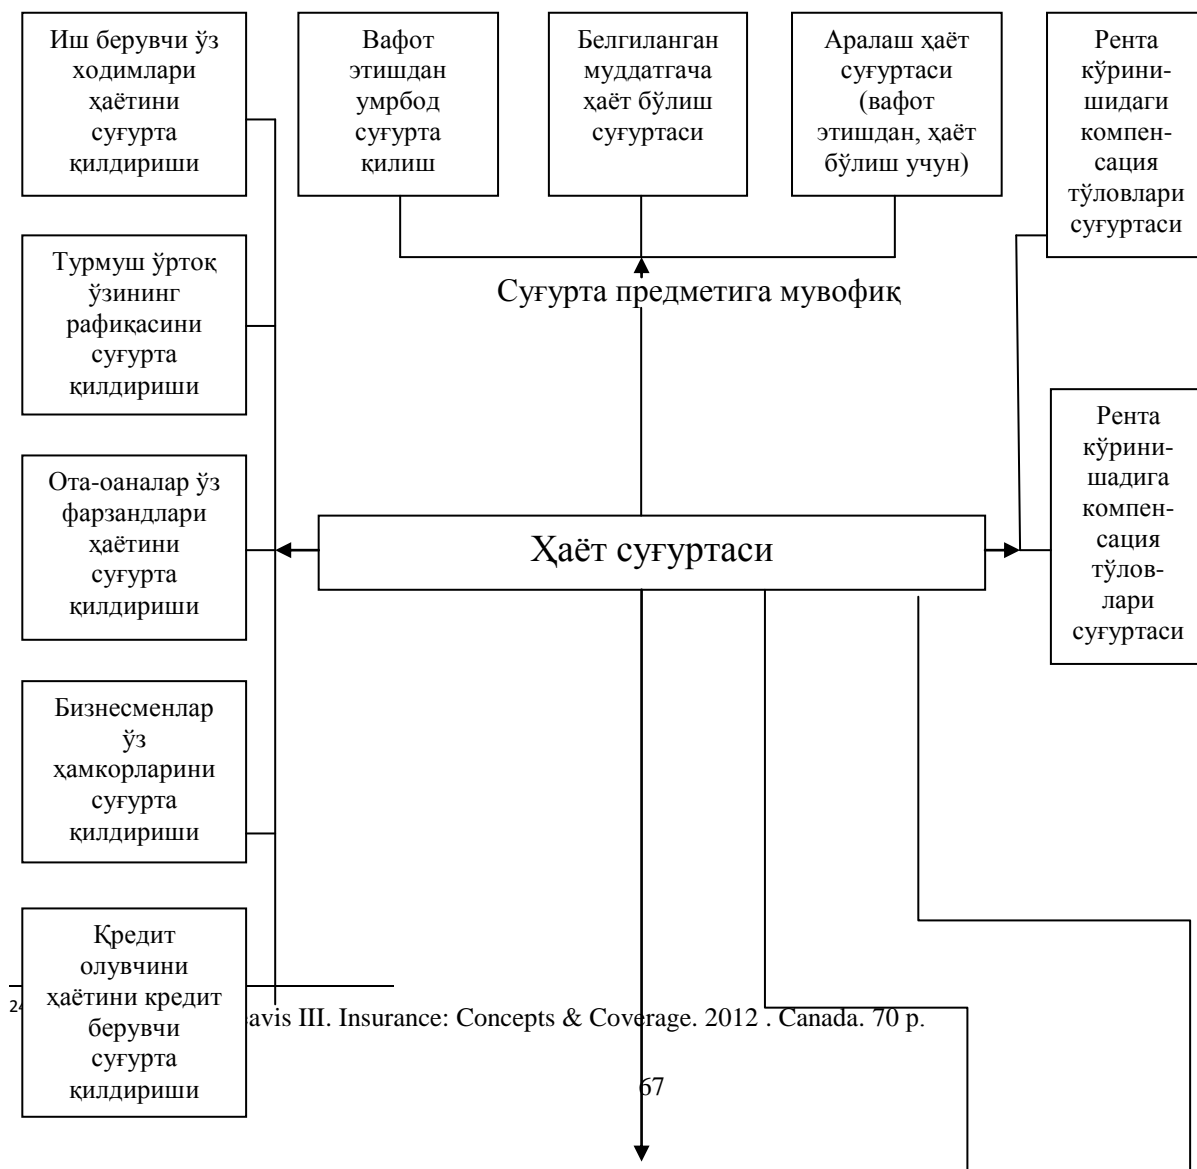 Иш берувчи ўз
ходимлари
ҳаётини
суғурта
қилдириши
Вафот
этишдан
умрбод
суғурта
қилиш
Белгиланган
муддатгача
ҳаёт бўлиш
суғуртаси
Аралаш ҳаёт
суғуртаси
(вафот
этишдан, ҳаёт
бўлиш учун)
Рента
кўрини-
шидаги
компен-
сация
тўловлари
суғуртаси
Турмуш ўртоқ
ўзининг
рафиқасини
суғурта
қилдириши
Суғурта предметига мувофиқ
Ота-оаналар ўз
фарзандлари
ҳаётини
суғурта
қилдириши
Ҳаёт суғуртаси
Рента
кўрини-
шадига
компен-
сация
тўлов-
лари
суғуртаси
Бизнесменлар
ўз
ҳамкорларини
суғурта
қилдириши
Қредит
олувчини
ҳаётини кредит
берувчи
суғурта
қилдириши
avis III. Insurance: Concepts & Coverage. 2012 . Canada. 70 p.
67